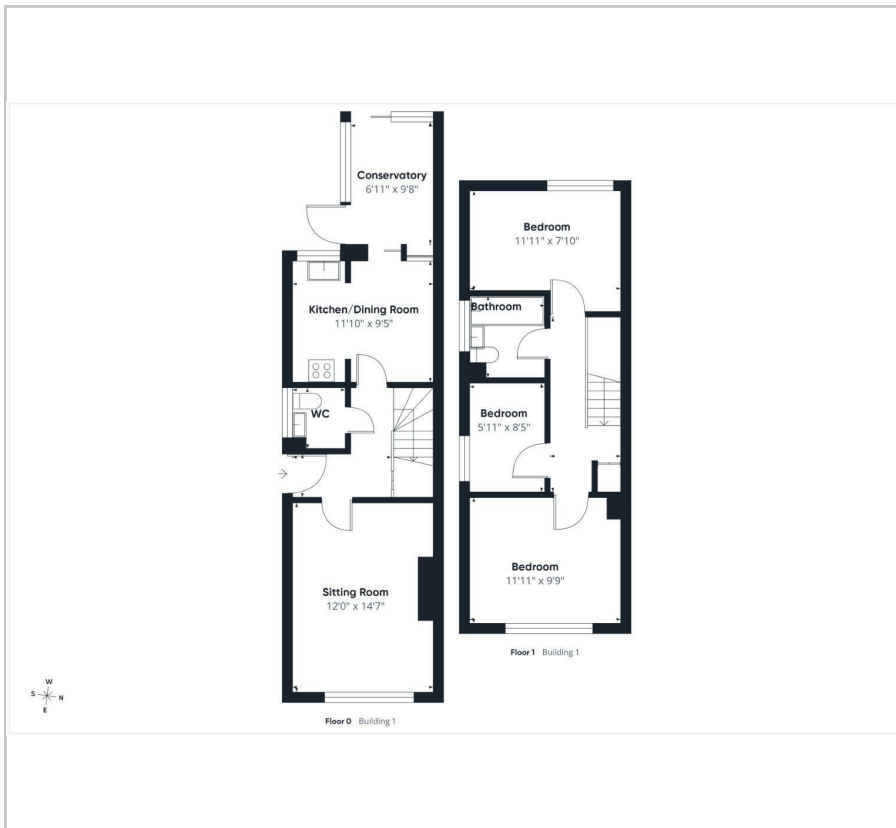 Conservatory
6'11" x 9'8"
Kitchen/Dining Room
11'10" x 9'5"
WC
Sitting Room
12'0" x 14'7"
Floor 0 Building 1
Bedroom
11'11" x 7'10"
Bathroom
Bedroom
5'11" x 8'5"
Bedroom
11'11" x 9'9"
Floor 1 Building 1
W
S N
E